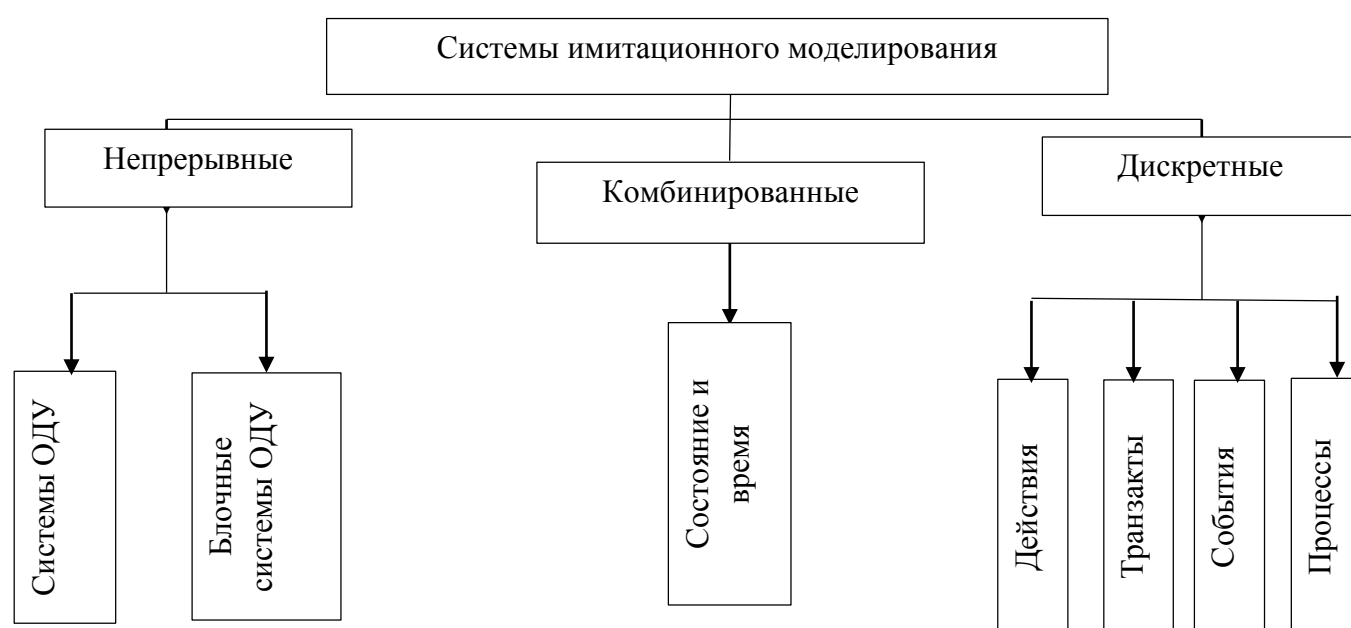 Системы имитационного моделирования
Непрерывные
Комбинированные
Дискретные
Системы ОДУ
Блочные
системы ОДУ
Состояние и
время
Действия
Транзакты
События
Процессы